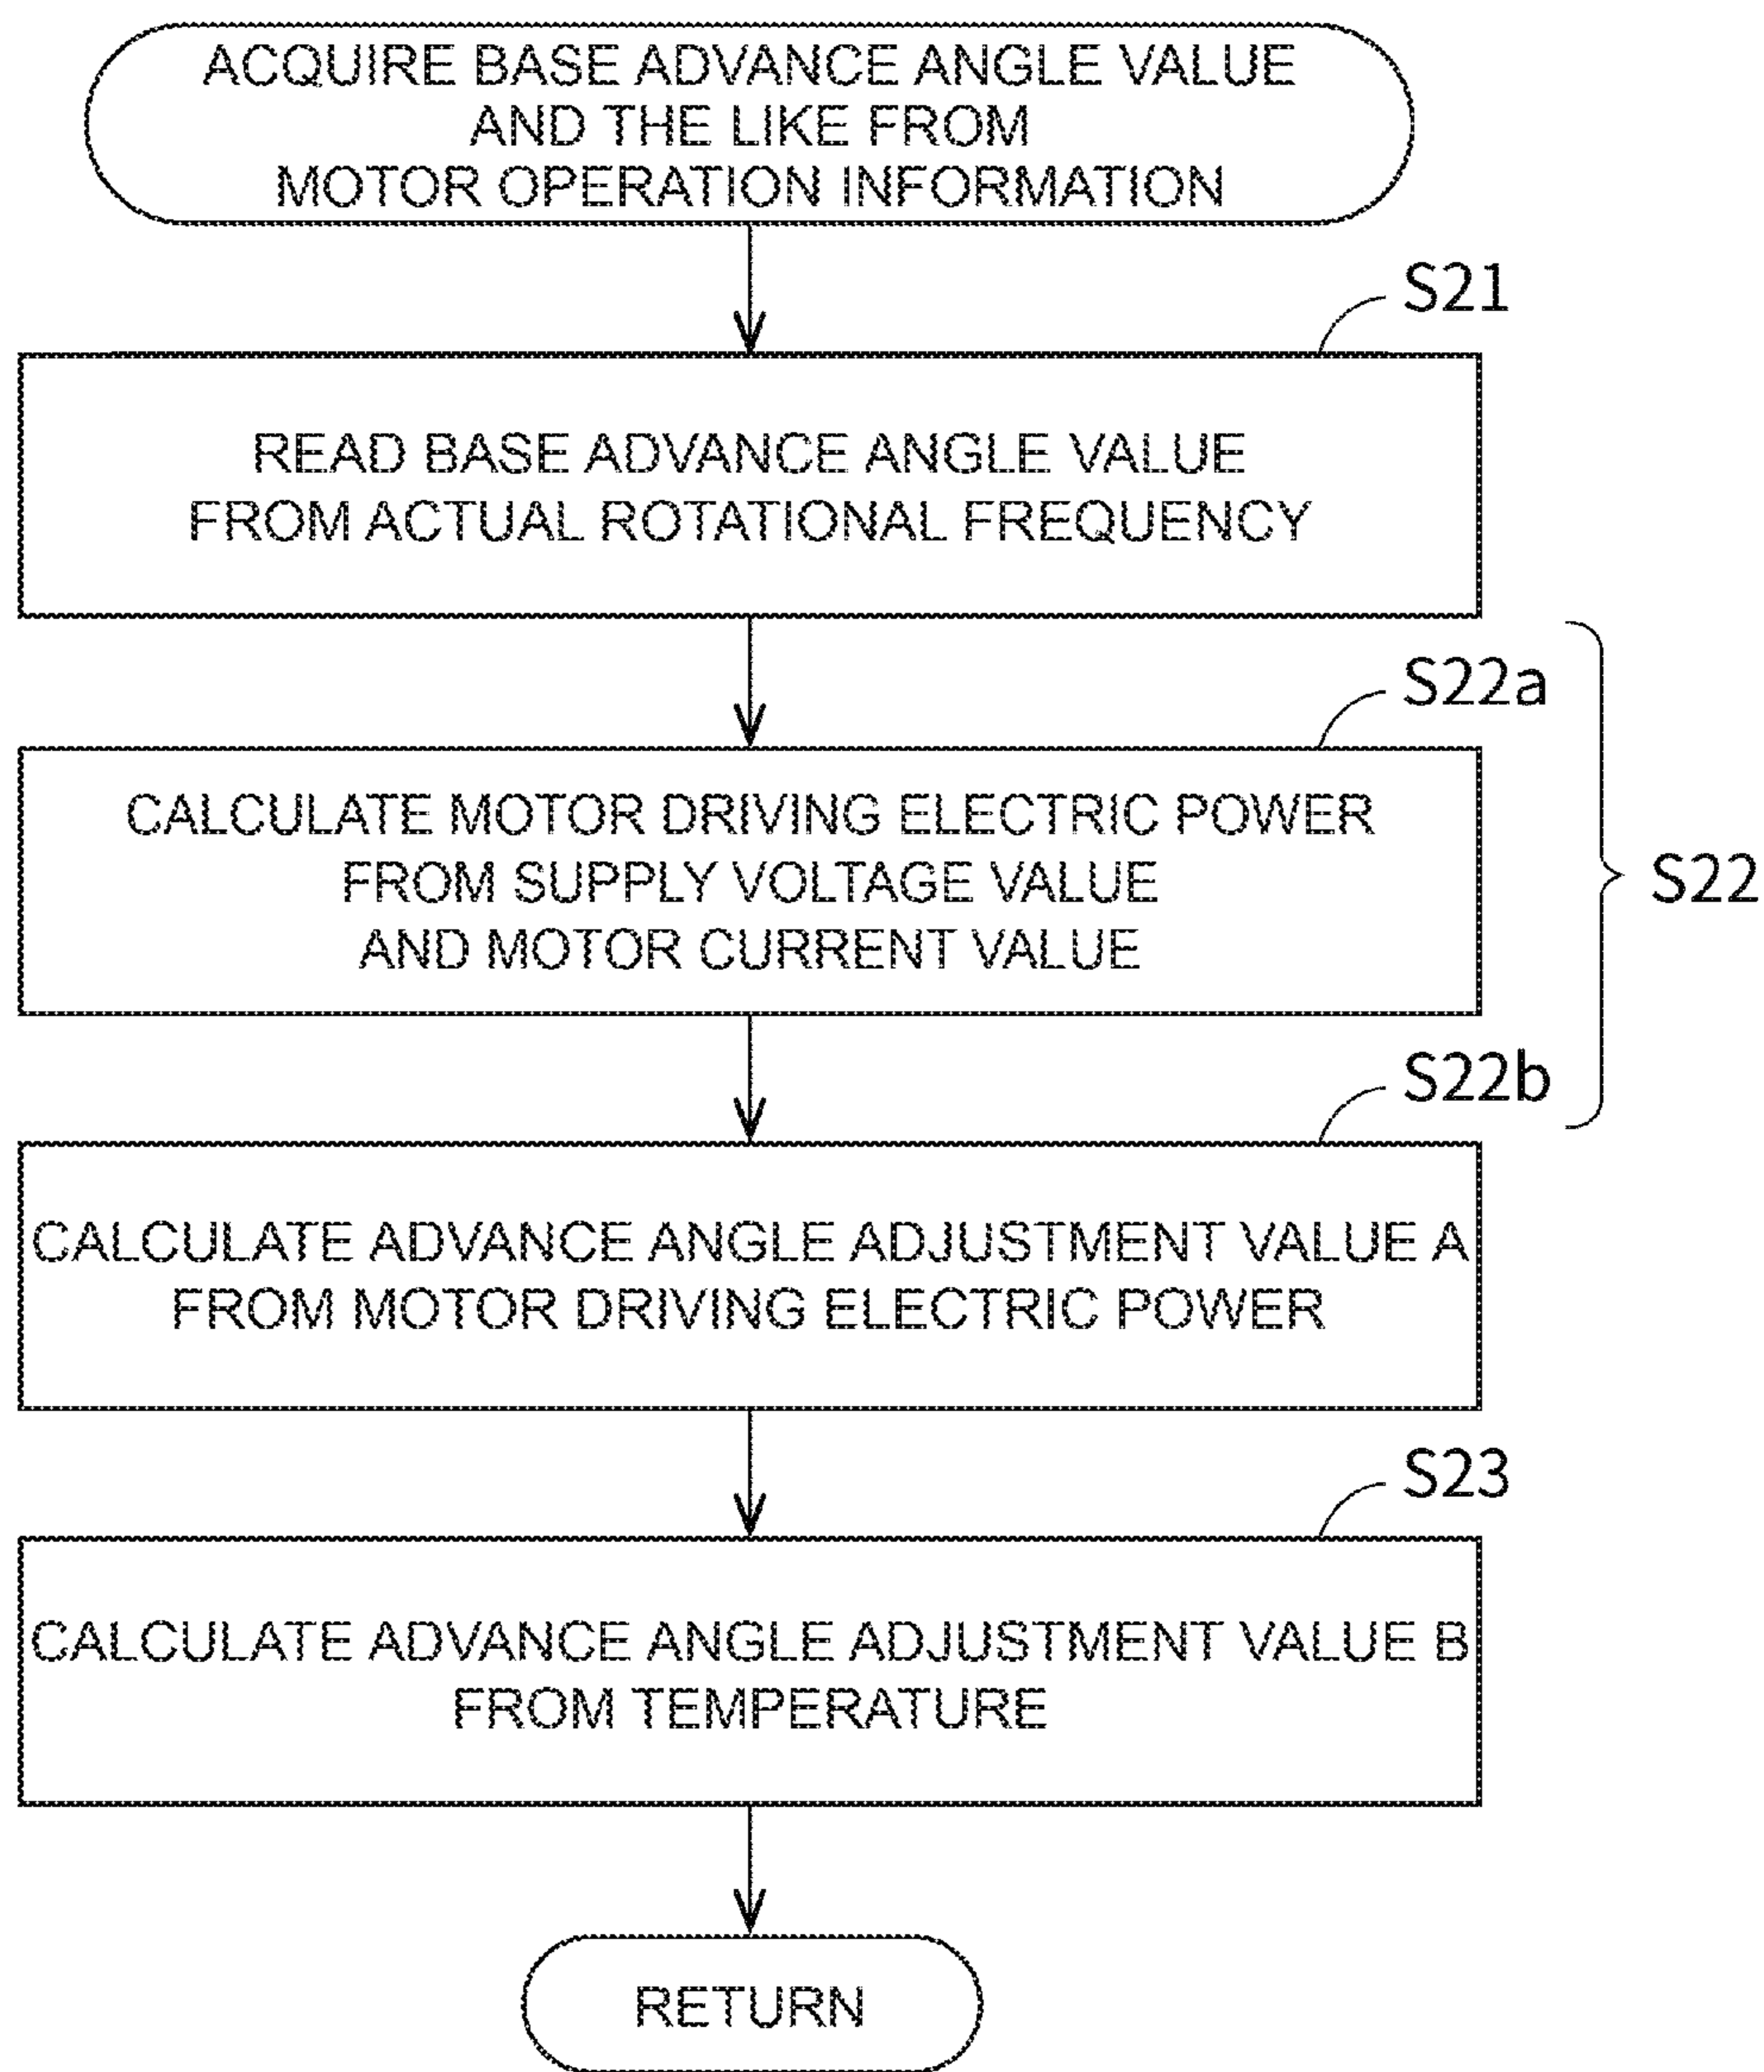 ACQUIRE BASE ADVANCE ANGLE VALUE
AND THE LIKE FROM
MOTOR OPERATION INFORMATION
S21
READ BASE ADVANCE ANGLE VALUE
FROM ACTUAL ROTATIONAL FREQUENCY
S22a
CALCULATE MOTOR DRIVING ELECTRIC POWER
FROM SUPPLY VOLTAGE VALUE
AND MOTOR CURRENT VALUE
S22
S22b
CALCULATE ADVANCE ANGLE ADJUSTMENT VALUE A
FROM MOTOR DRIVING ELECTRIC POWER
S23
CALCULATE ADVANCE ANGLE ADJUSTMENT VALUE B
FROM TEMPERATURE
RETURN